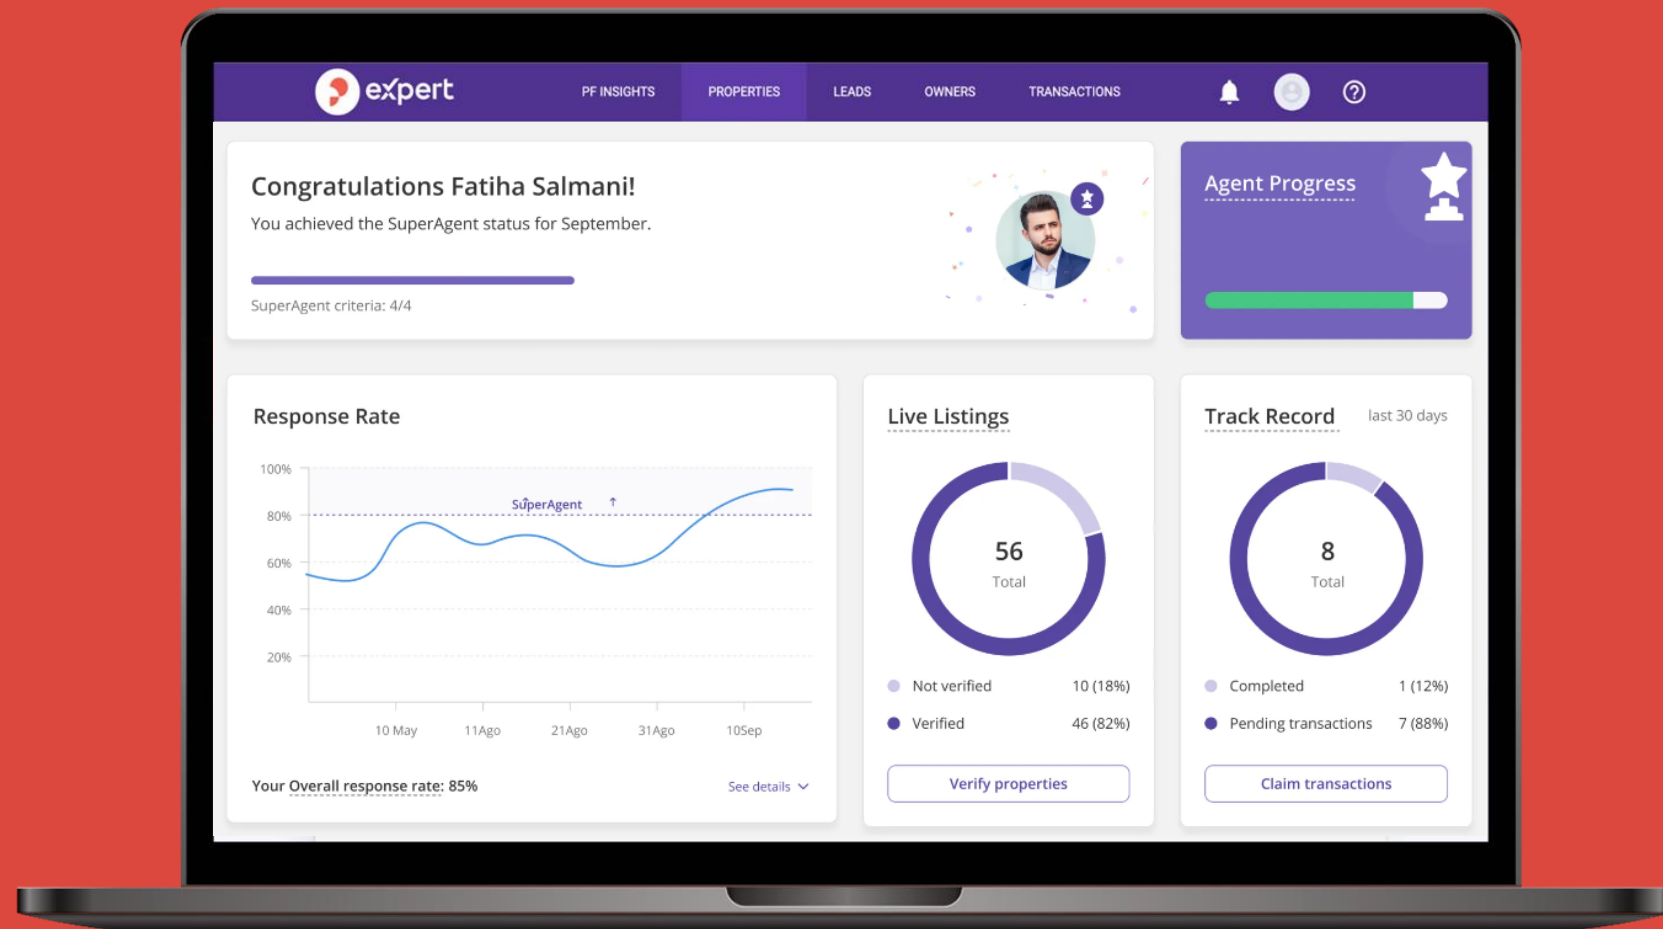 expert
PF INSIGHTS
PROPERTIES
LEADS
OWNERS
TRANSACTIONS
Congratulations Fatiha Salmani!
You achieved the SuperAgent status for September.
SuperAgent criteria: 4/4
Agent Progress
Response Rate
100%
SuperAgent
80%
60%
40%
20%
10 May
11Ago
21Ago
31Ago
10Sep
Your Overall response rate: 85%
See details
Live Listings
56
Total
Not verified 10 (18%)
Verified 46 (82%)
Verify properties
Track Record last 30 days
8
Total
Completed 1 (12%)
Pending transactions 7 (88%)
Claim transactions